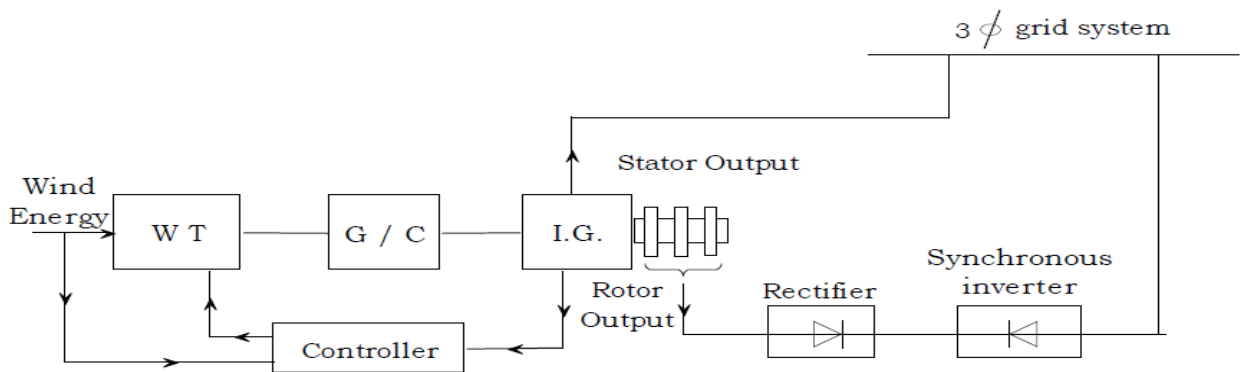 3 ϕ grid system
Stator Output
Wind
Energy
W T
G / C
I.G.
Rotor
Output
Rectifier
Synchronous
inverter
Controller